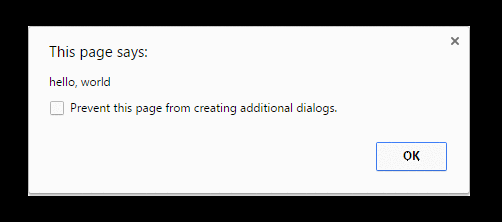 This page says:
hello, world
Prevent this page from creating additional dialogs.
OK